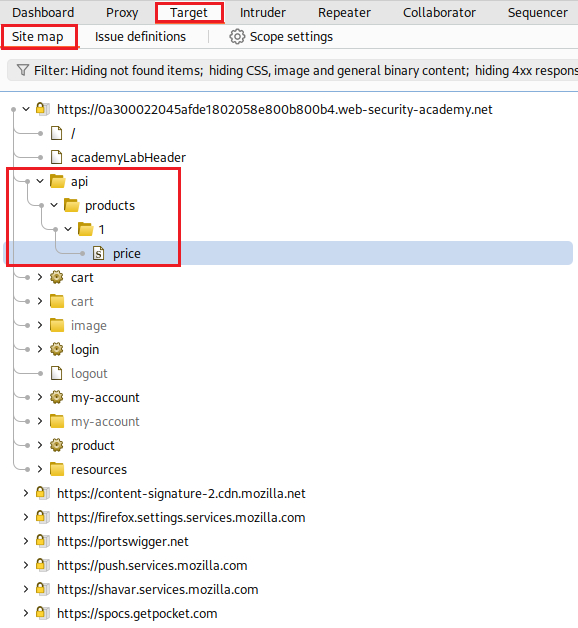 Dashboard Proxy Target Intruder Repeater Collaborator Sequencer
Site map Issue definitions Scope settings
Filter: Hiding not found items; hiding CSS, image and general binary content; hiding 4xx respon
https://0a300022045afde1802058e800b800b4.web-security-academy.net
/
academyLabHeader
api
products
1
price
cart
cart
image
login
logout
my-account
my-account
product
resources
https://content-signature-2.cdn.mozilla.net
https://firefox.settings.services.mozilla.com
https://portswigger.net
https://push.services.mozilla.com
https://shavar.services.mozilla.com
https://spocs.getpocket.com